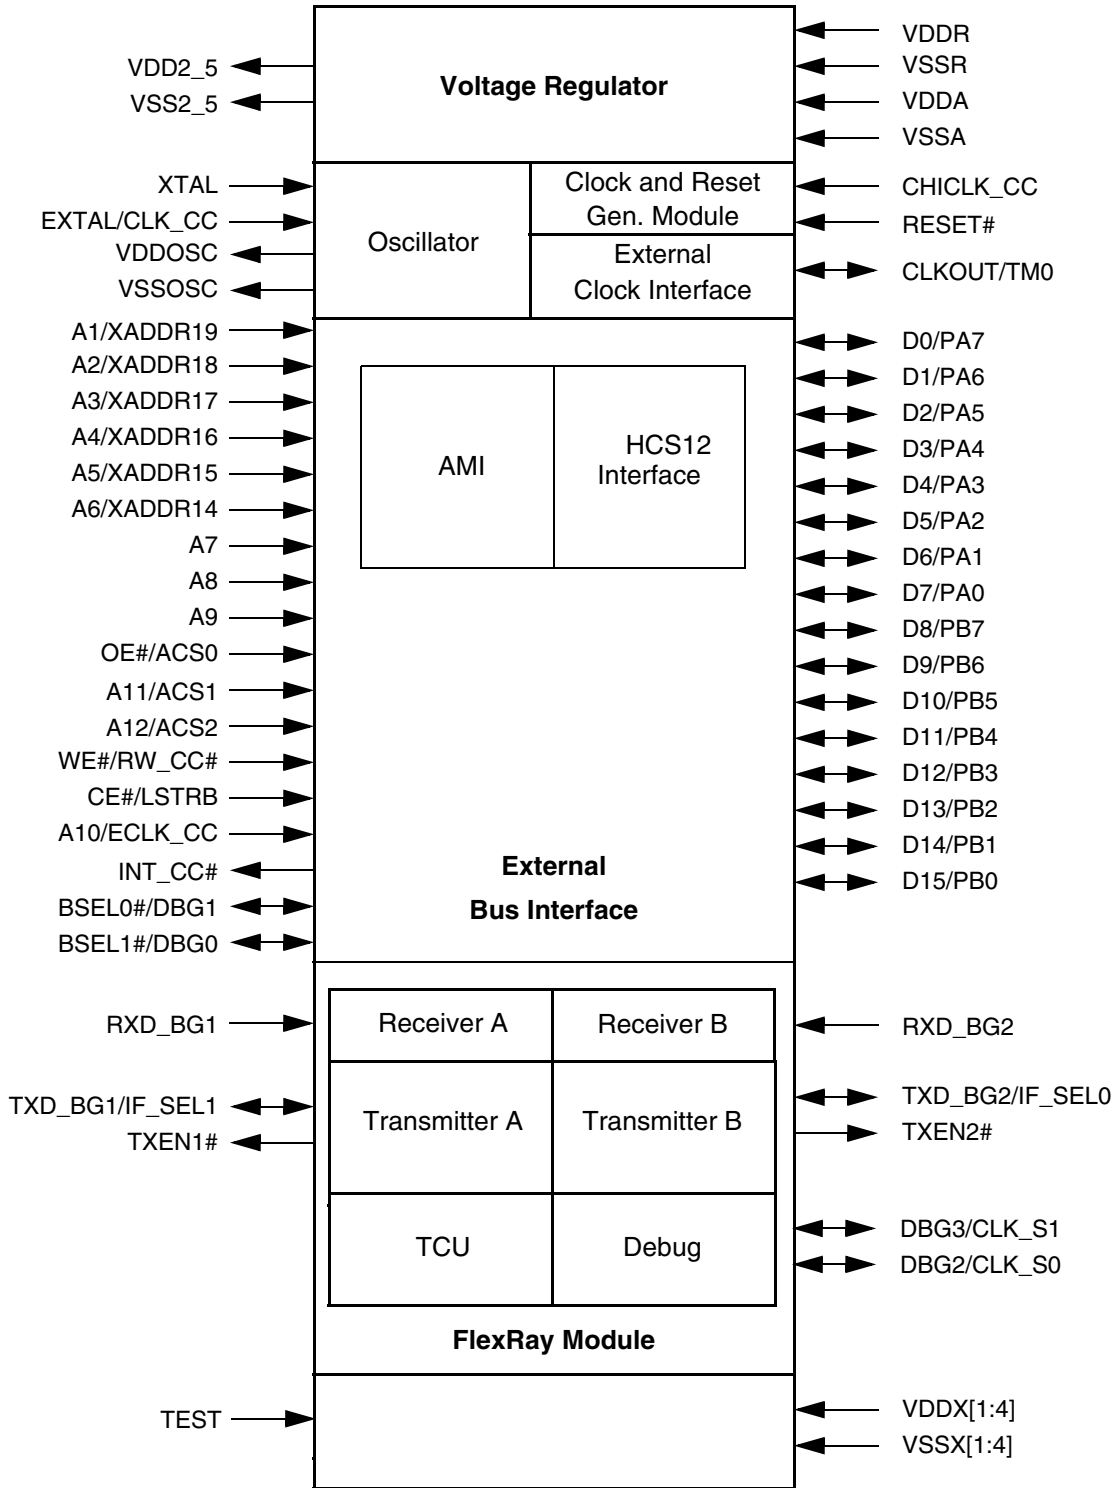 VDD2_5
VSS2_5
Voltage Regulator
VDDR
VSSR
VDDA
VSSA
XTAL
EXTAL/CLK_CC
VDDOSC
VSSOSC
Oscillator
Clock and Reset
Gen. Module
External
Clock Interface
CHICLK_CC
RESET#
CLKOUT/TM0
A1/XADDR19
A2/XADDR18
A3/XADDR17
A4/XADDR16
A5/XADDR15
A6/XADDR14
A7
A8
A9
OE#/ACS0
A11/ACS1
A12/ACS2
WE#/RW_CC#
CE#/LSTRB
A10/ECLK_CC
INT_CC#
BSEL0#/DBG1
BSEL1#/DBG0
AMI
HCS12
Interface
External
Bus Interface
D0/PA7
D1/PA6
D2/PA5
D3/PA4
D4/PA3
D5/PA2
D6/PA1
D7/PA0
D8/PB7
D9/PB6
D10/PB5
D11/PB4
D12/PB3
D13/PB2
D14/PB1
D15/PB0
RXD_BG1
TXD_BG1/IF_SEL1
TXEN1#
Receiver A
Receiver B
Transmitter A
Transmitter B
TCU
Debug
FlexRay Module
RXD_BG2
TXD_BG2/IF_SEL0
TXEN2#
DBG3/CLK_S1
DBG2/CLK_S0
TEST
VDDX[1:4]
VSSX[1:4]